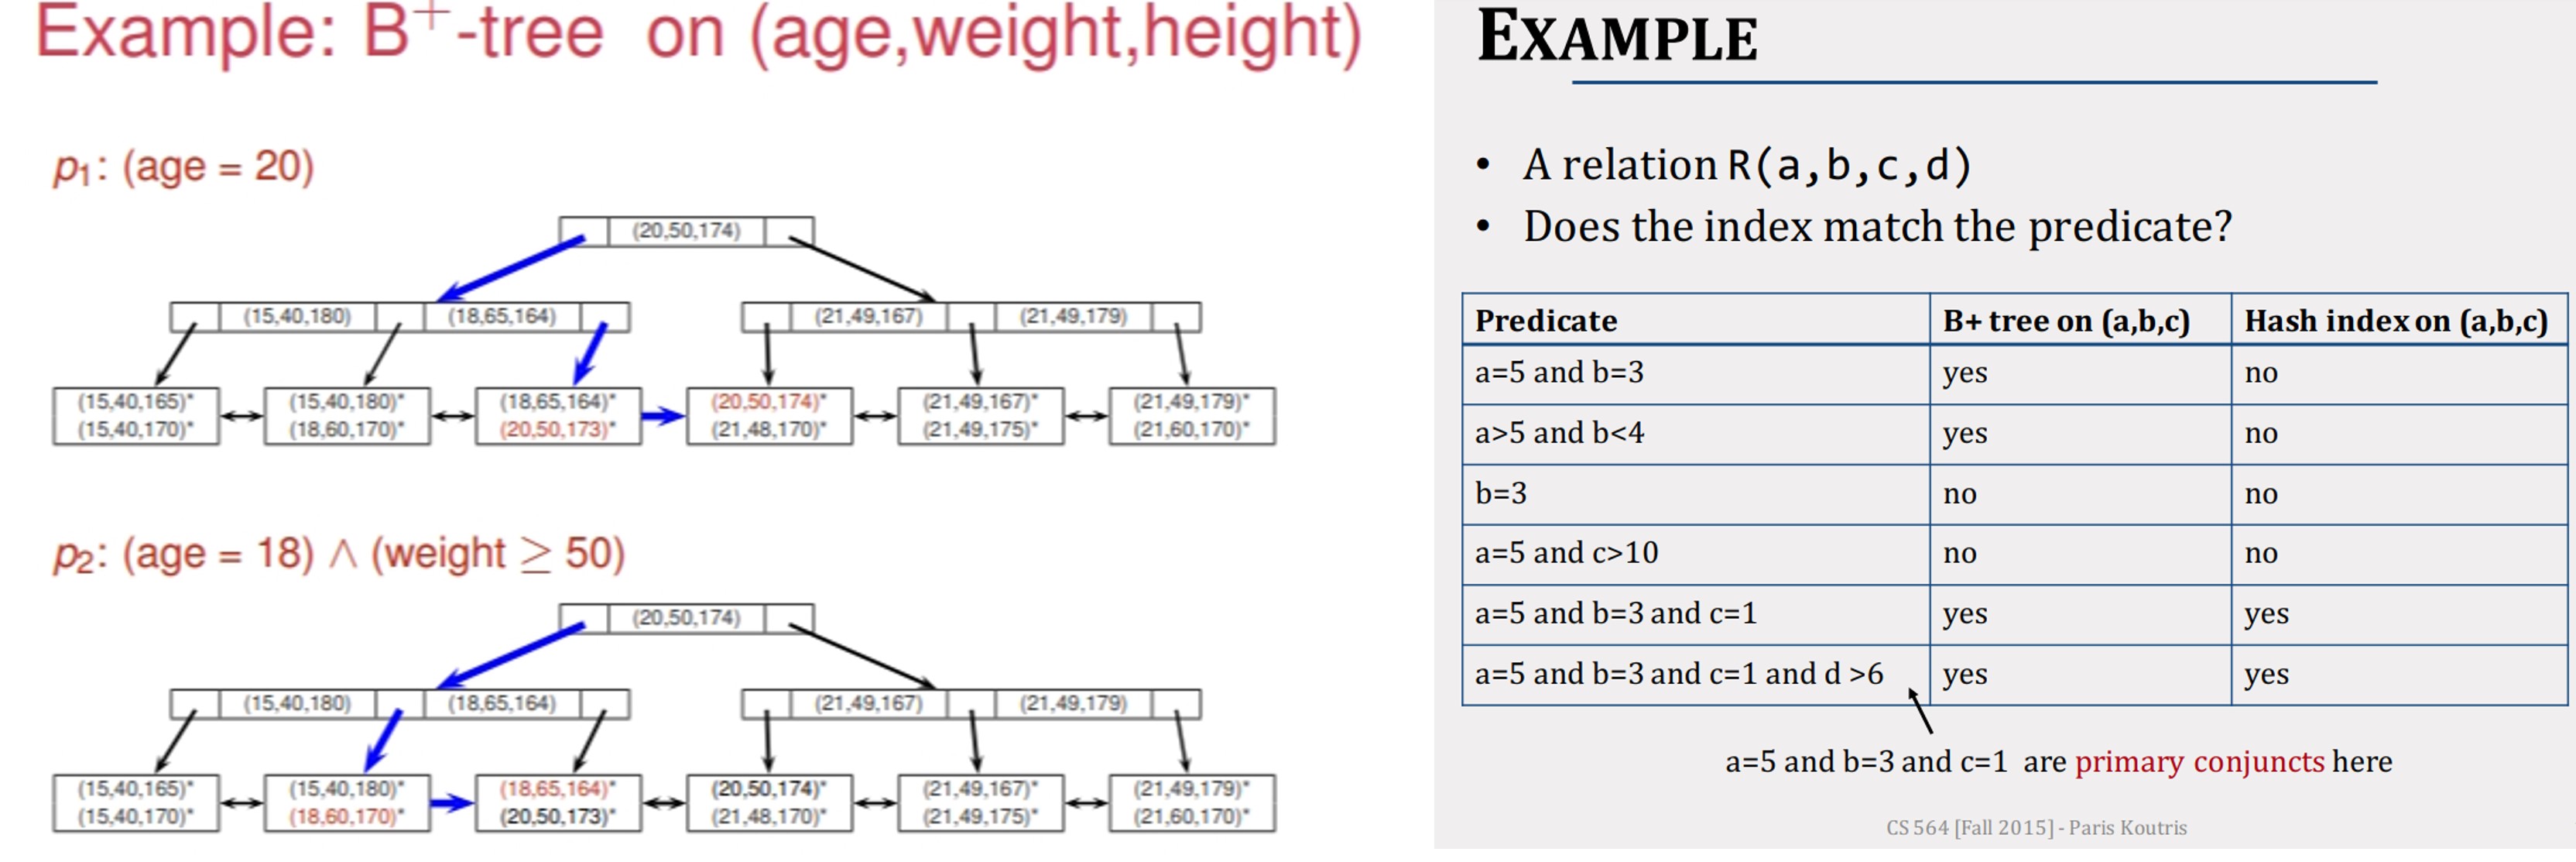 Example: B+-tree on (age,weight,height)
p1: (age = 20)
(20,50,174)
(15,40,180) (18,65,164) (21,49,167) (21,49,179)
(15,40,165)* (15,40,180)* (18,65,164)* (20,50,174)* (21,49,167)* (21,49,179)*
(15,40,170)* (18,60,170)* (20,50,173)* (21,48,170)* (21,49,175)* (21,60,170)*
p2: (age = 18) ∧ (weight ≥ 50)
(20,50,174)
(15,40,180) (18,65,164) (21,49,167) (21,49,179)
(15,40,165)* (15,40,180)* (18,65,164)* (20,50,174)* (21,49,167)* (21,49,179)*
(15,40,170)* (18,60,170)* (20,50,173)* (21,48,170)* (21,49,175)* (21,60,170)*
EXAMPLE
• A relation R(a,b,c,d)
• Does the index match the predicate?
Predicate B+ tree on (a,b,c) Hash index on (a,b,c)
a=5 and b=3 yes no
a>5 and b<4 yes no
b=3 no no
a=5 and c>10 no no
a=5 and b=3 and c=1 yes yes
a=5 and b=3 and c=1 and d >6 yes yes
a=5 and b=3 and c=1 are primary conjuncts here
CS 564 [Fall 2015] - Paris Koutris